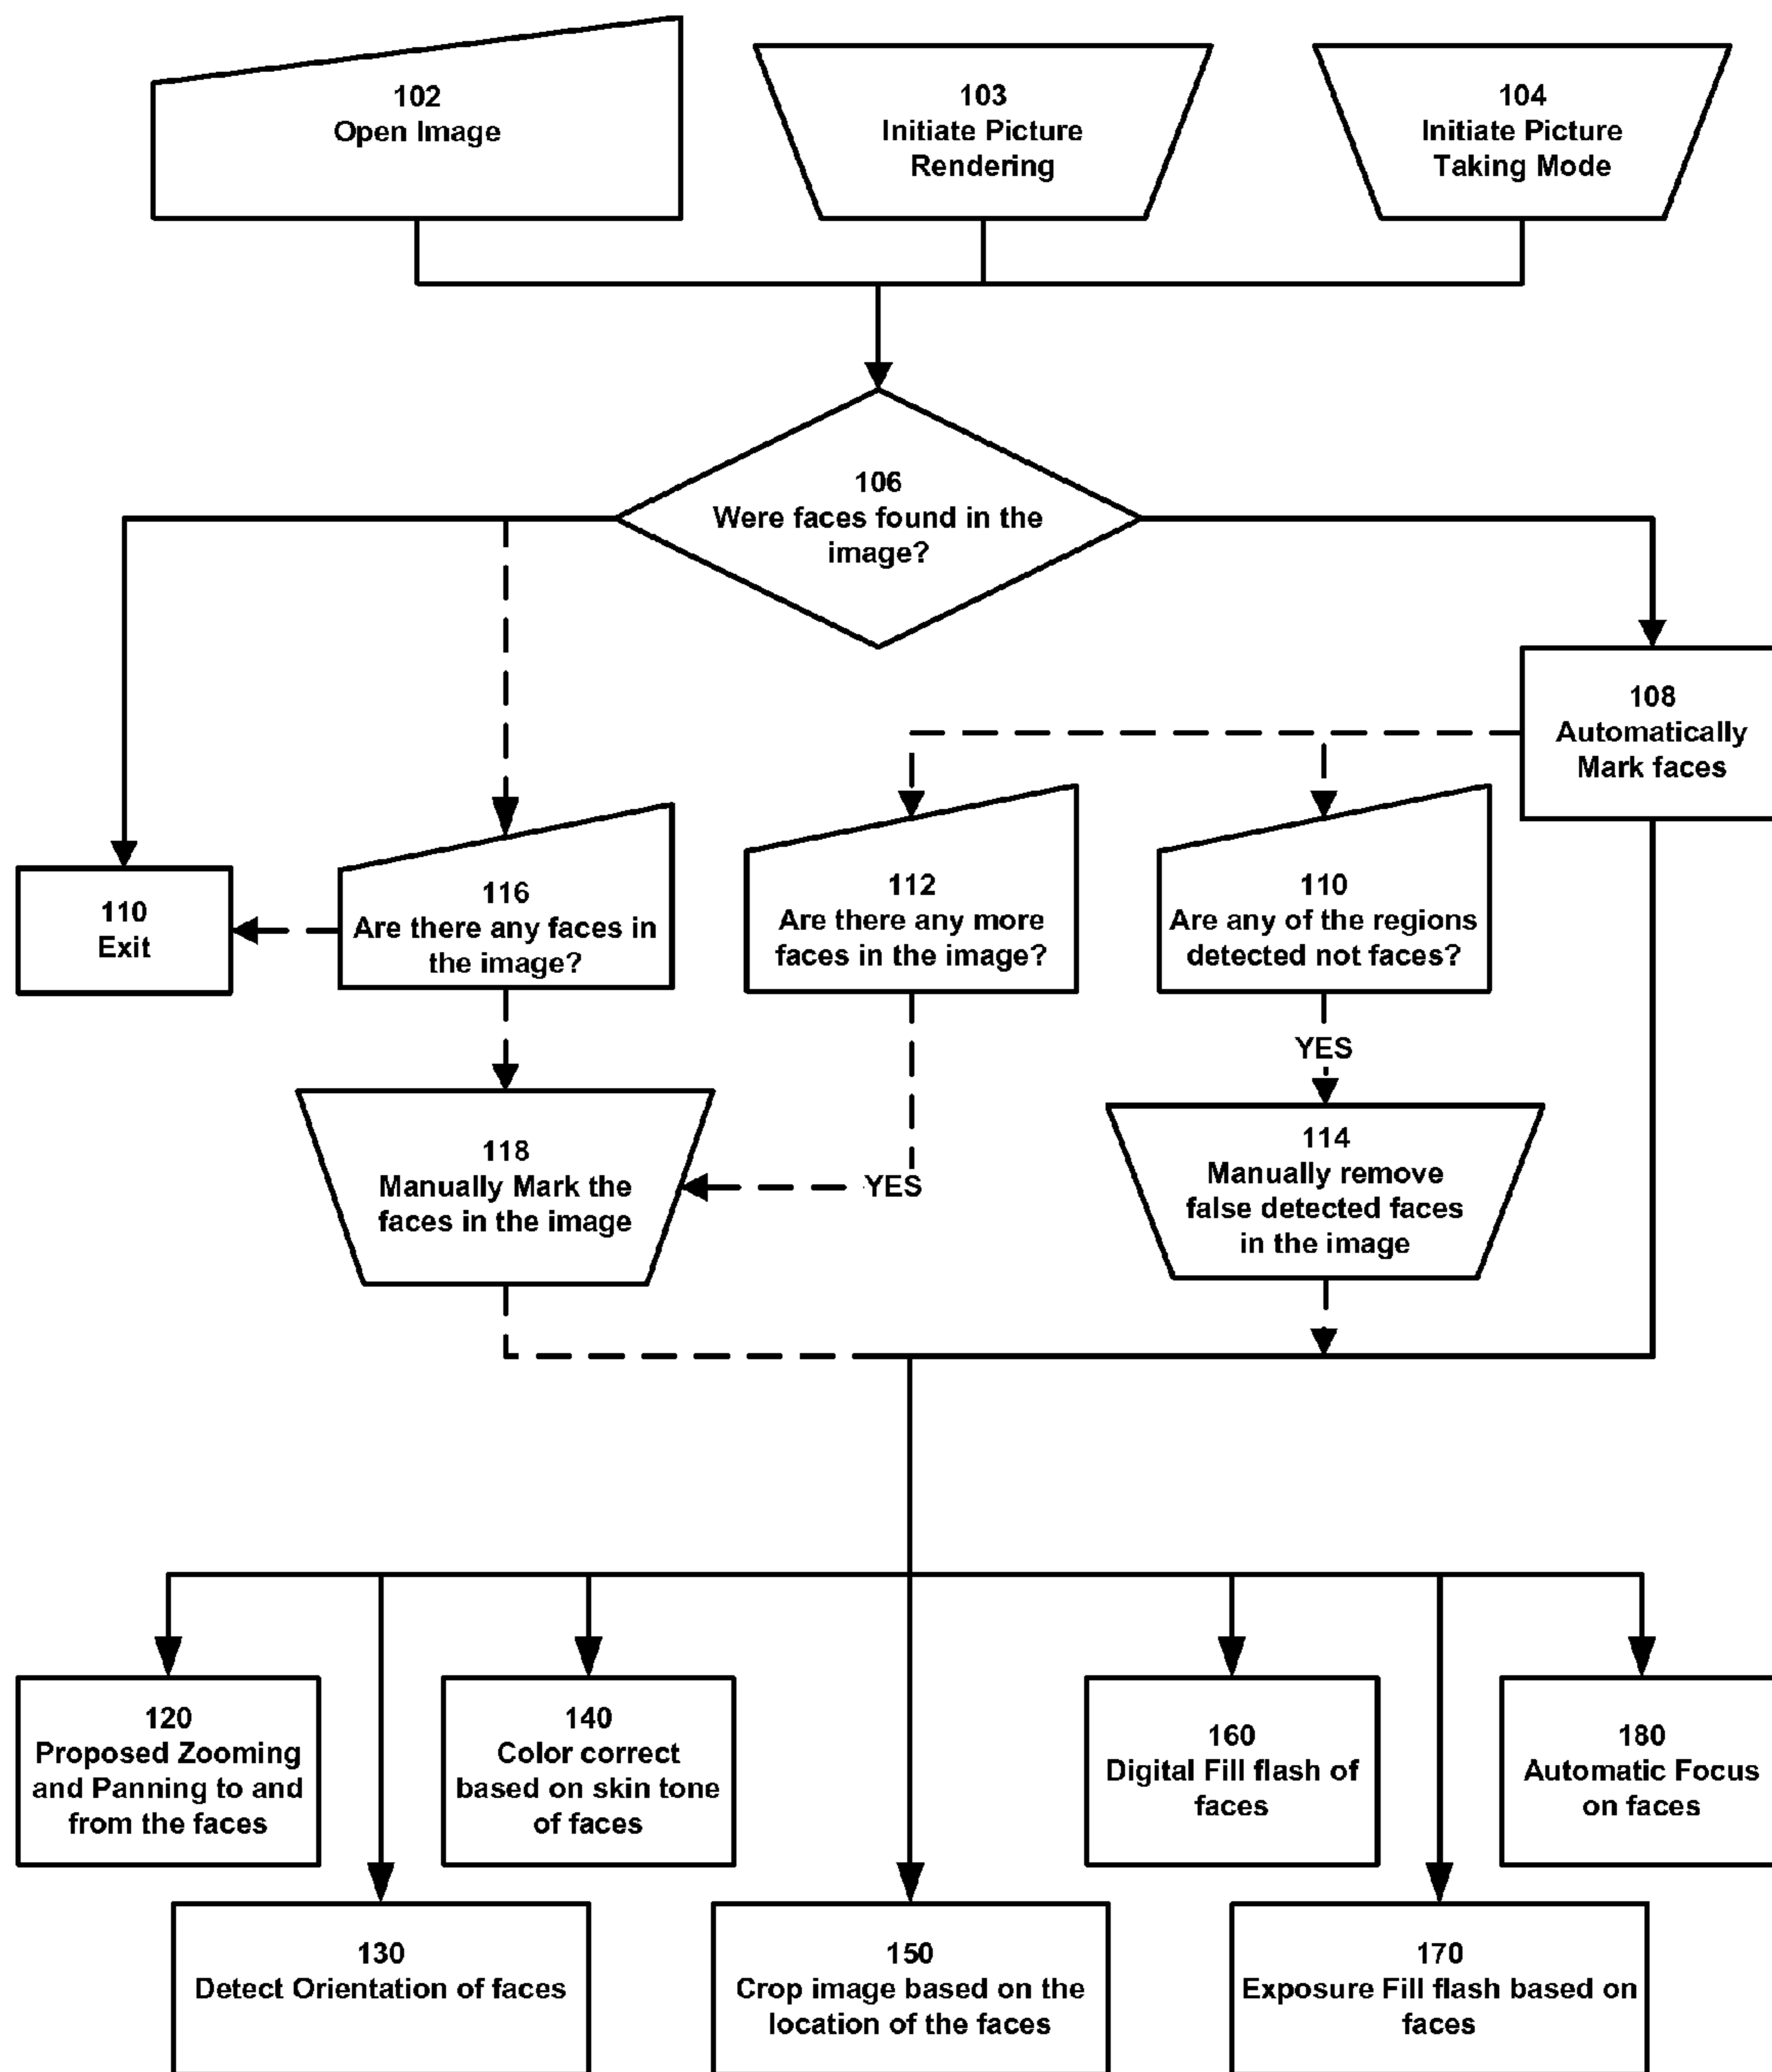 102
Open Image
103
Initiate Picture
Rendering
104
Initiate Picture
Taking Mode
106
Were faces found in the
image?
108
Automatically
Mark faces
110
Exit
116
Are there any faces in
the image?
112
Are there any more
faces in the image?
110
Are any of the regions
detected not faces?
YES
118
Manually Mark the
faces in the image
YES
114
Manually remove
false detected faces
in the image
120
Proposed Zooming
and Panning to and
from the faces
140
Color correct
based on skin tone
of faces
160
Digital Fill flash of
faces
180
Automatic Focus
on faces
130
Detect Orientation of faces
150
Crop image based on the
location of the faces
170
Exposure Fill flash based on
faces